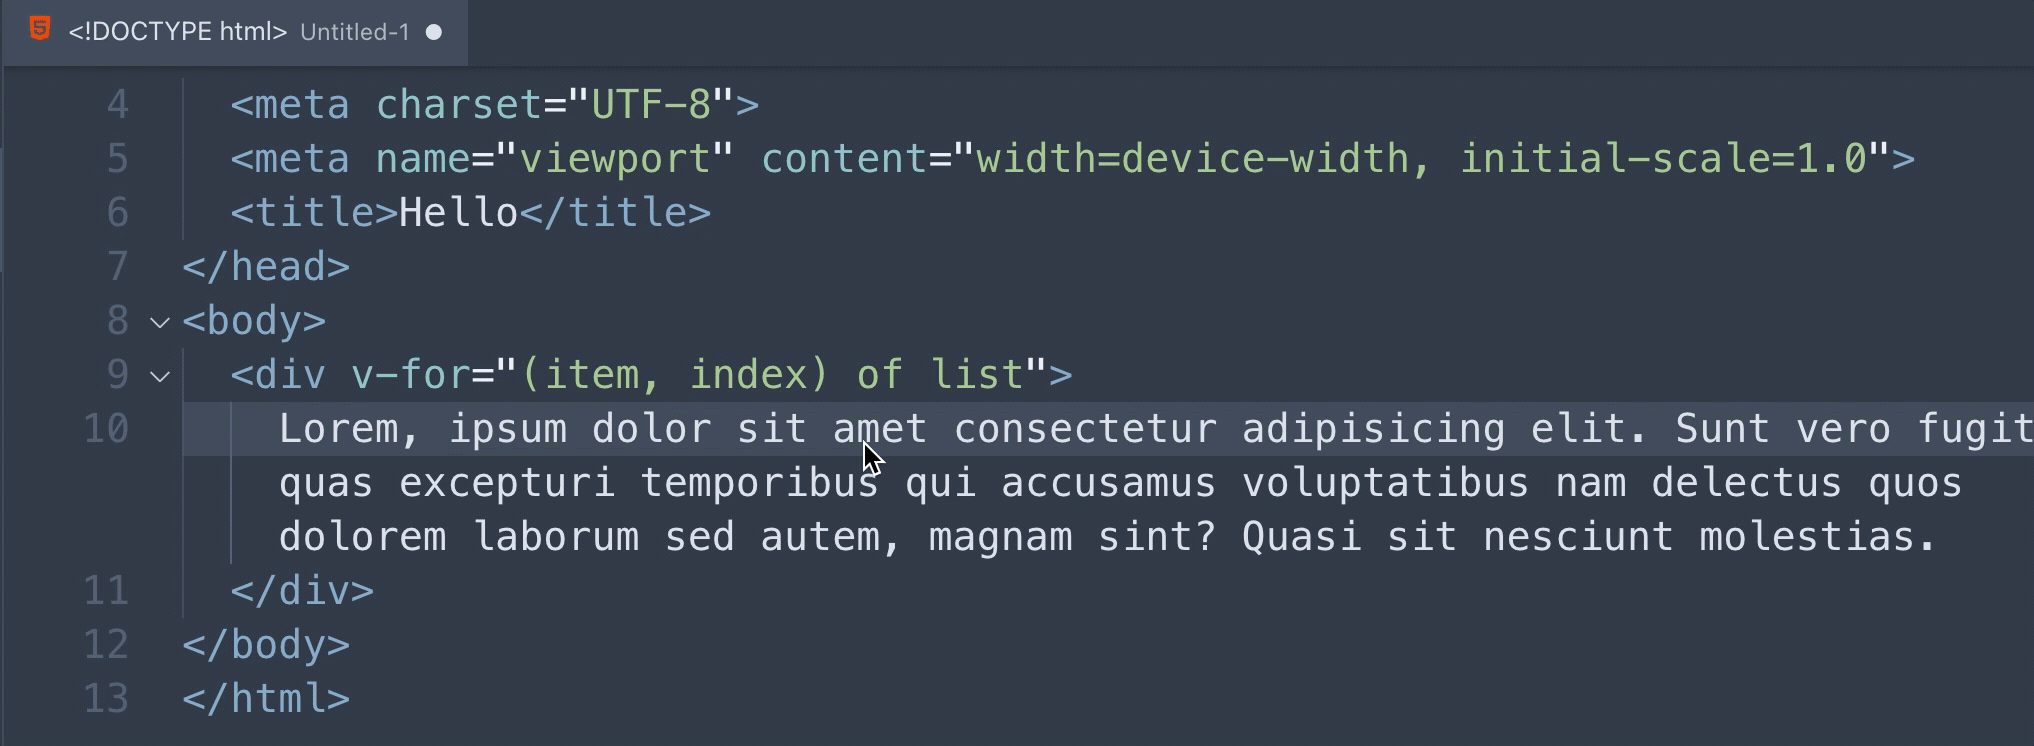 <!DOCTYPE html> Untitled-1
4 <meta charset="UTF-8">
5 <meta name="viewport" content="width=device-width, initial-scale=1.0">
6 <title>Hello</title>
7 </head>
8 <body>
9 <div v-for="(item, index) of list">
10 Lorem, ipsum dolor sit amet consectetur adipisicing elit. Sunt vero fugit
quas excepturi temporibus qui accusamus voluptatibus nam delectus quos
dolorem laborum sed autem, magnam sint? Quasi sit nesciunt molestias.
11 </div>
12 </body>
13 </html>